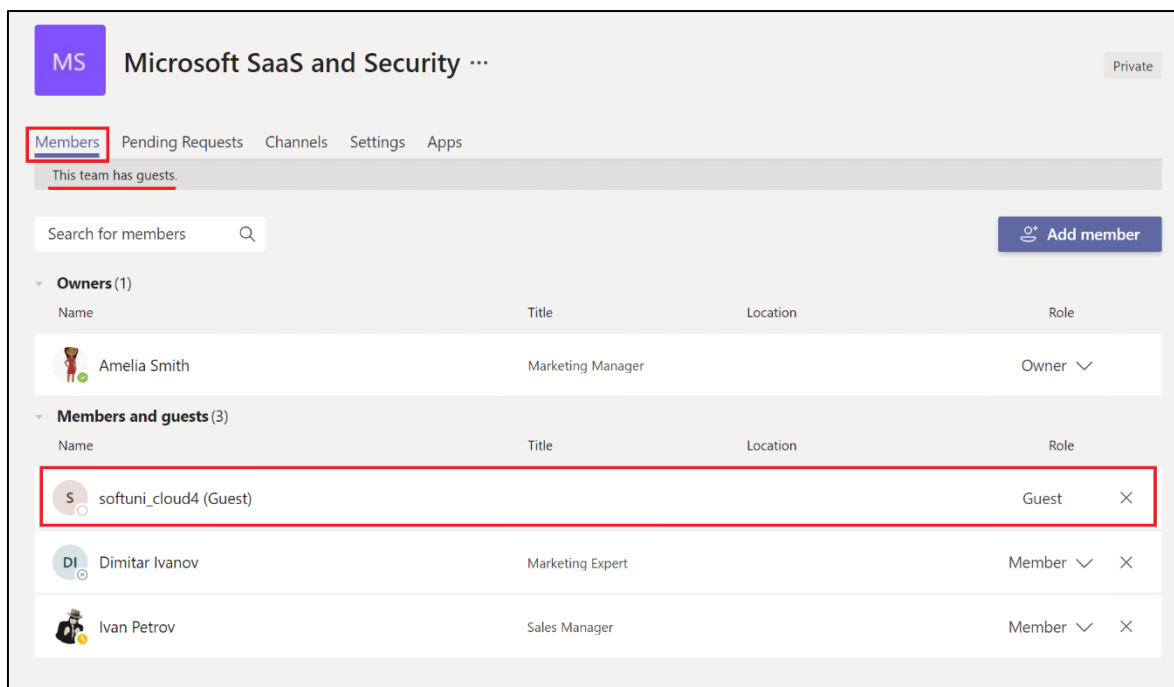 MS Microsoft SaaS and Security ...
Private
Members Pending Requests Channels Settings Apps
This team has guests.
Search for members
Add member
Owners (1)
Name Title Location Role
Amelia Smith Marketing Manager Owner
Members and guests (3)
Name Title Location Role
S softuni_cloud4 (Guest) Guest
DI Dimitar Ivanov Marketing Expert Member
Ivan Petrov Sales Manager Member